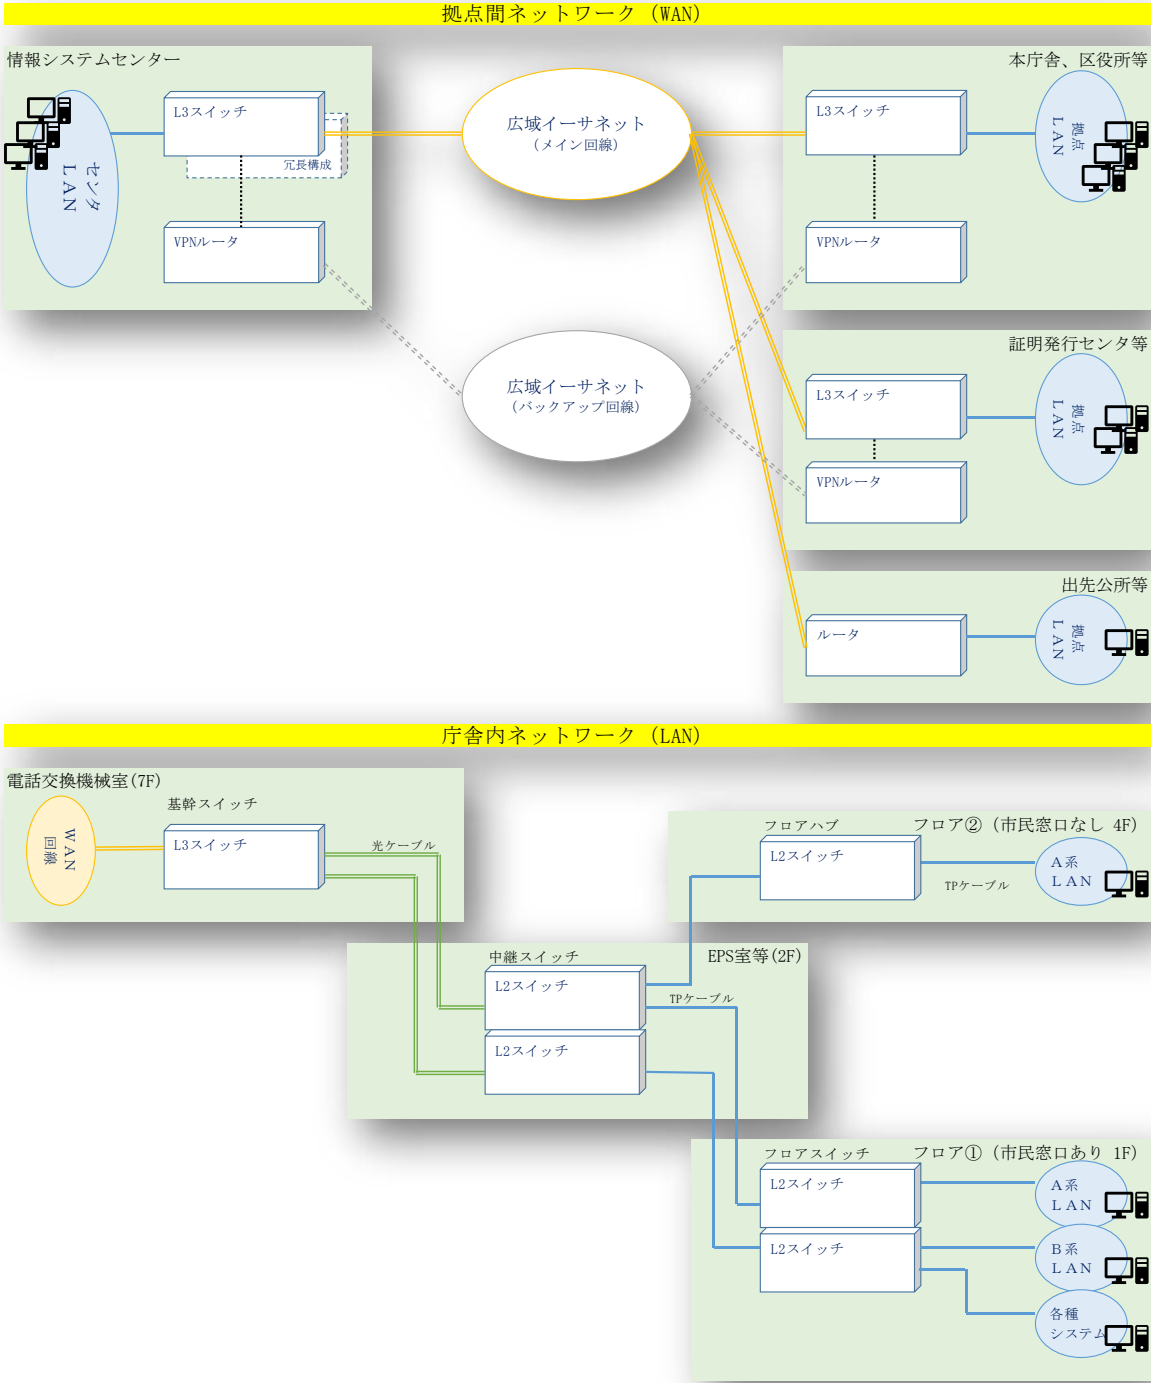 拠点間ネットワーク（WAN）
情報システムセンター
L3スイッチ
冗長構成
センタ
LAN
VPNルータ
広域イーサネット
（メイン回線）
広域イーサネット
（バックアップ回線）
本庁舎、区役所等
L3スイッチ
拠点
LAN
VPNルータ
証明発行センタ等
L3スイッチ
拠点
LAN
VPNルータ
出先公所等
ルータ
拠点
LAN
庁舎内ネットワーク（LAN）
電話交換機械室(7F)
基幹スイッチ
WAN
回線
L3スイッチ
光ケーブル
フロアハブ
フロア②（市民窓口なし 4F）
L2スイッチ
A系
LAN
TPケーブル
中継スイッチ
EPS室等(2F)
L2スイッチ
TPケーブル
L2スイッチ
フロアスイッチ
フロア①（市民窓口あり 1F）
L2スイッチ
A系
LAN
L2スイッチ
B系
LAN
各種
システム